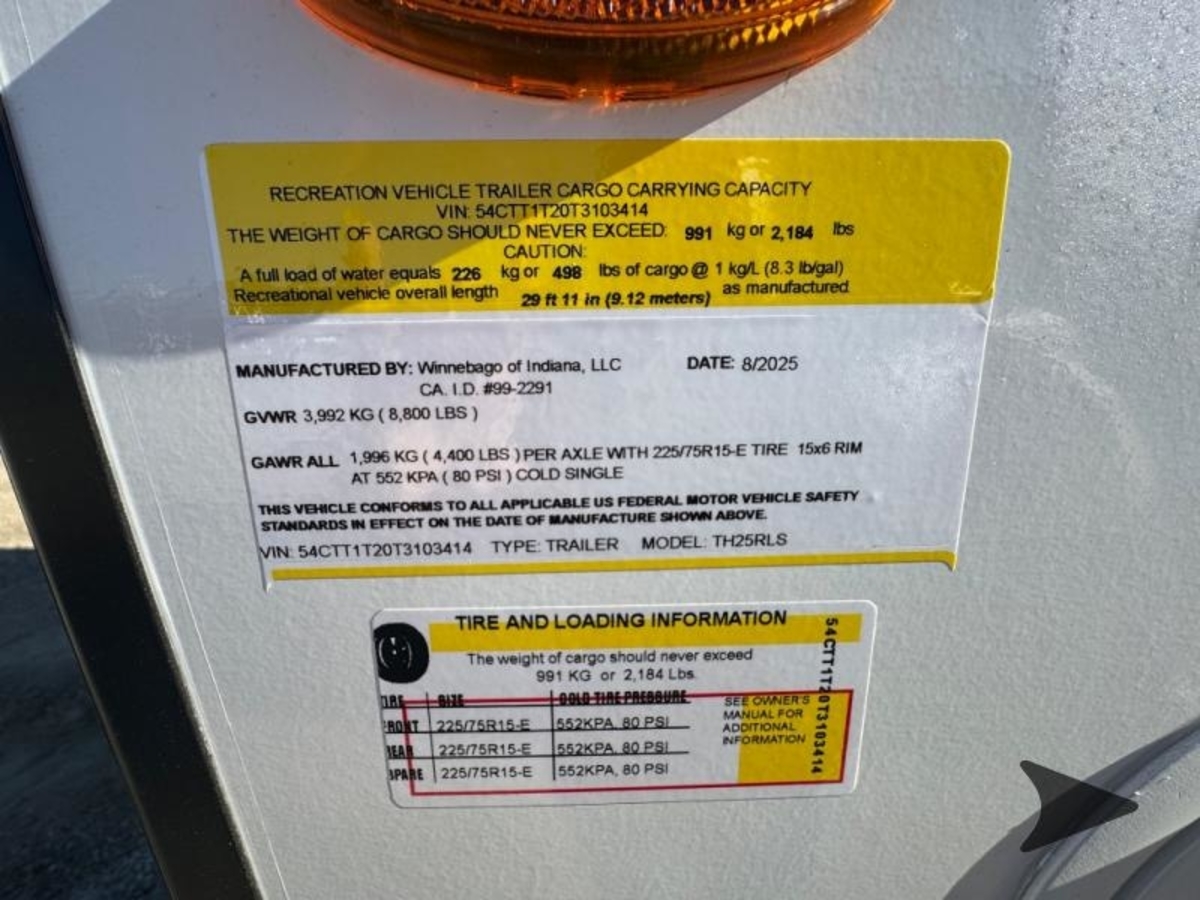 RECREATION VEHICLE TRAILER CARGO CARRYING CAPACITY
VIN: 54CTT1T20T3103414
THE WEIGHT OF CARGO SHOULD NEVER EXCEED: 991 kg or 2,184 lbs
CAUTION:
A full load of water equals 226 kg or 498 lbs of cargo @ 1 kg/L (8.3 lb/gal)
Recreational vehicle overall length 29 ft 11 in (9.12 meters) as manufactured
MANUFACTURED BY: Winnebago of Indiana, LLC DATE: 8/2025
CA. I.D. #99-2291
GVWR 3,992 KG ( 8,800 LBS )
GAWR ALL 1,996 KG ( 4,400 LBS ) PER AXLE WITH 225/75R15-E TIRE 15x6 RIM
AT 552 KPA ( 80 PSI ) COLD SINGLE
THIS VEHICLE CONFORMS TO ALL APPLICABLE US FEDERAL MOTOR VEHICLE SAFETY
STANDARDS IN EFFECT ON THE DATE OF MANUFACTURE SHOWN ABOVE.
VIN: 54CTT1T20T3103414 TYPE: TRAILER MODEL: TH25RLS
TIRE AND LOADING INFORMATION
The weight of cargo should never exceed
991 KG or 2,184 Lbs.
TIRE SIZE COLD TIRE PRESSURE
FRONT 225/75R15-E 552KPA, 80 PSI
REAR 225/75R15-E 552KPA, 80 PSI
SPARE 225/75R15-E 552KPA, 80 PSI
SEE OWNER'S
MANUAL FOR
ADDITIONAL
INFORMATION
54CTT1T20T3103414